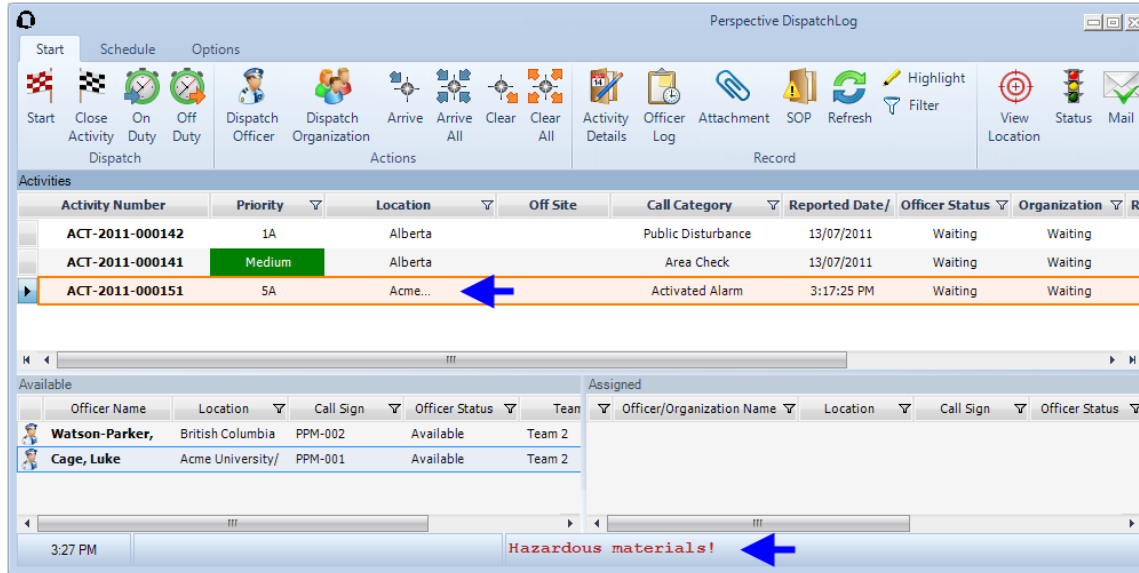 Perspective DispatchLog
Start Schedule Options
Start Close Activity On Duty Off Duty Dispatch Officer Dispatch Organization Arrive Arrive All Clear Clear All Activity Details Officer Log Attachment SOP Refresh Highlight Filter View Location Status Mail
Dispatch Actions Record
Activities
Activity Number Priority Location Off Site Call Category Reported Date/ Officer Status Organization R
ACT-2011-000142 1A Alberta Public Disturbance 13/07/2011 Waiting Waiting
ACT-2011-000141 Medium Alberta Area Check 13/07/2011 Waiting Waiting
ACT-2011-000151 5A Acme... Activated Alarm 3:17:25 PM Waiting Waiting
Available Assigned
Officer Name Location Call Sign Officer Status Team Officer/Organization Name Location Call Sign Officer Status
Watson-Parker, British Columbia PPM-002 Available Team 2
Cage, Luke Acme University/ PPM-001 Available Team 2
3:27 PM Hazardous materials!